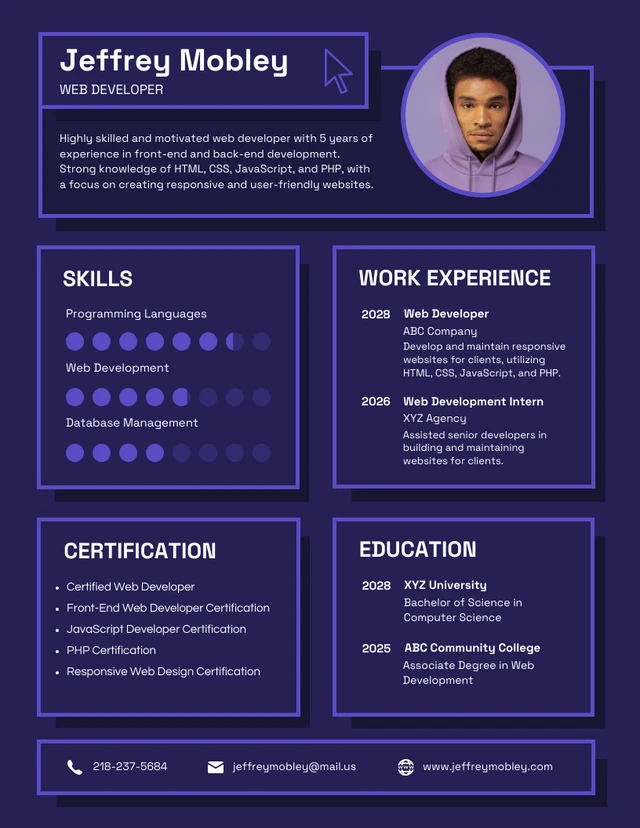 Jeffrey Mobley
WEB DEVELOPER
Highly skilled and motivated web developer with 5 years of
experience in front-end and back-end development.
Strong knowledge of HTML, CSS, JavaScript, and PHP, with
a focus on creating responsive and user-friendly websites.
SKILLS
Programming Languages
Web Development
Database Management
WORK EXPERIENCE
2028 Web Developer
ABC Company
Develop and maintain responsive
websites for clients, utilizing
HTML, CSS, JavaScript, and PHP.
2026 Web Development Intern
XYZ Agency
Assisted senior developers in
building and maintaining
websites for clients.
CERTIFICATION
• Certified Web Developer
• Front-End Web Developer Certification
• JavaScript Developer Certification
• PHP Certification
• Responsive Web Design Certification
EDUCATION
2028 XYZ University
Bachelor of Science in
Computer Science
2025 ABC Community College
Associate Degree in Web
Development
218-237-5684 jeffreymobley@mail.us www.jeffreymobley.com